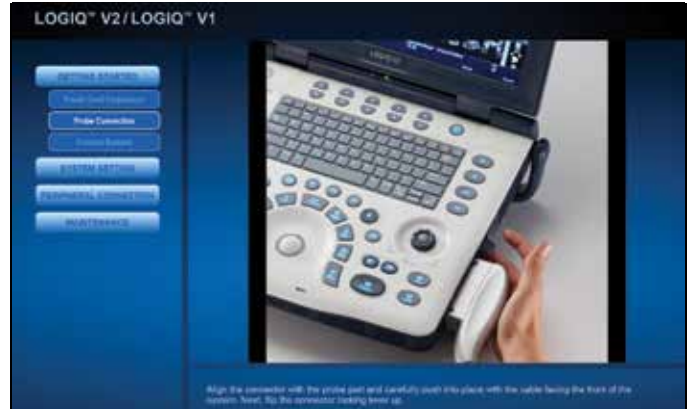 LOGIQ™ V2/LOGIQ™ V1
GETTING STARTED
Probe Connection
SYSTEM SETTING
PERIPHERAL CONNECTION
MAINTENANCE
Align the connector with the probe port and carefully push into place with the cable facing the front of the
system. Next, flip the connector locking lever up.